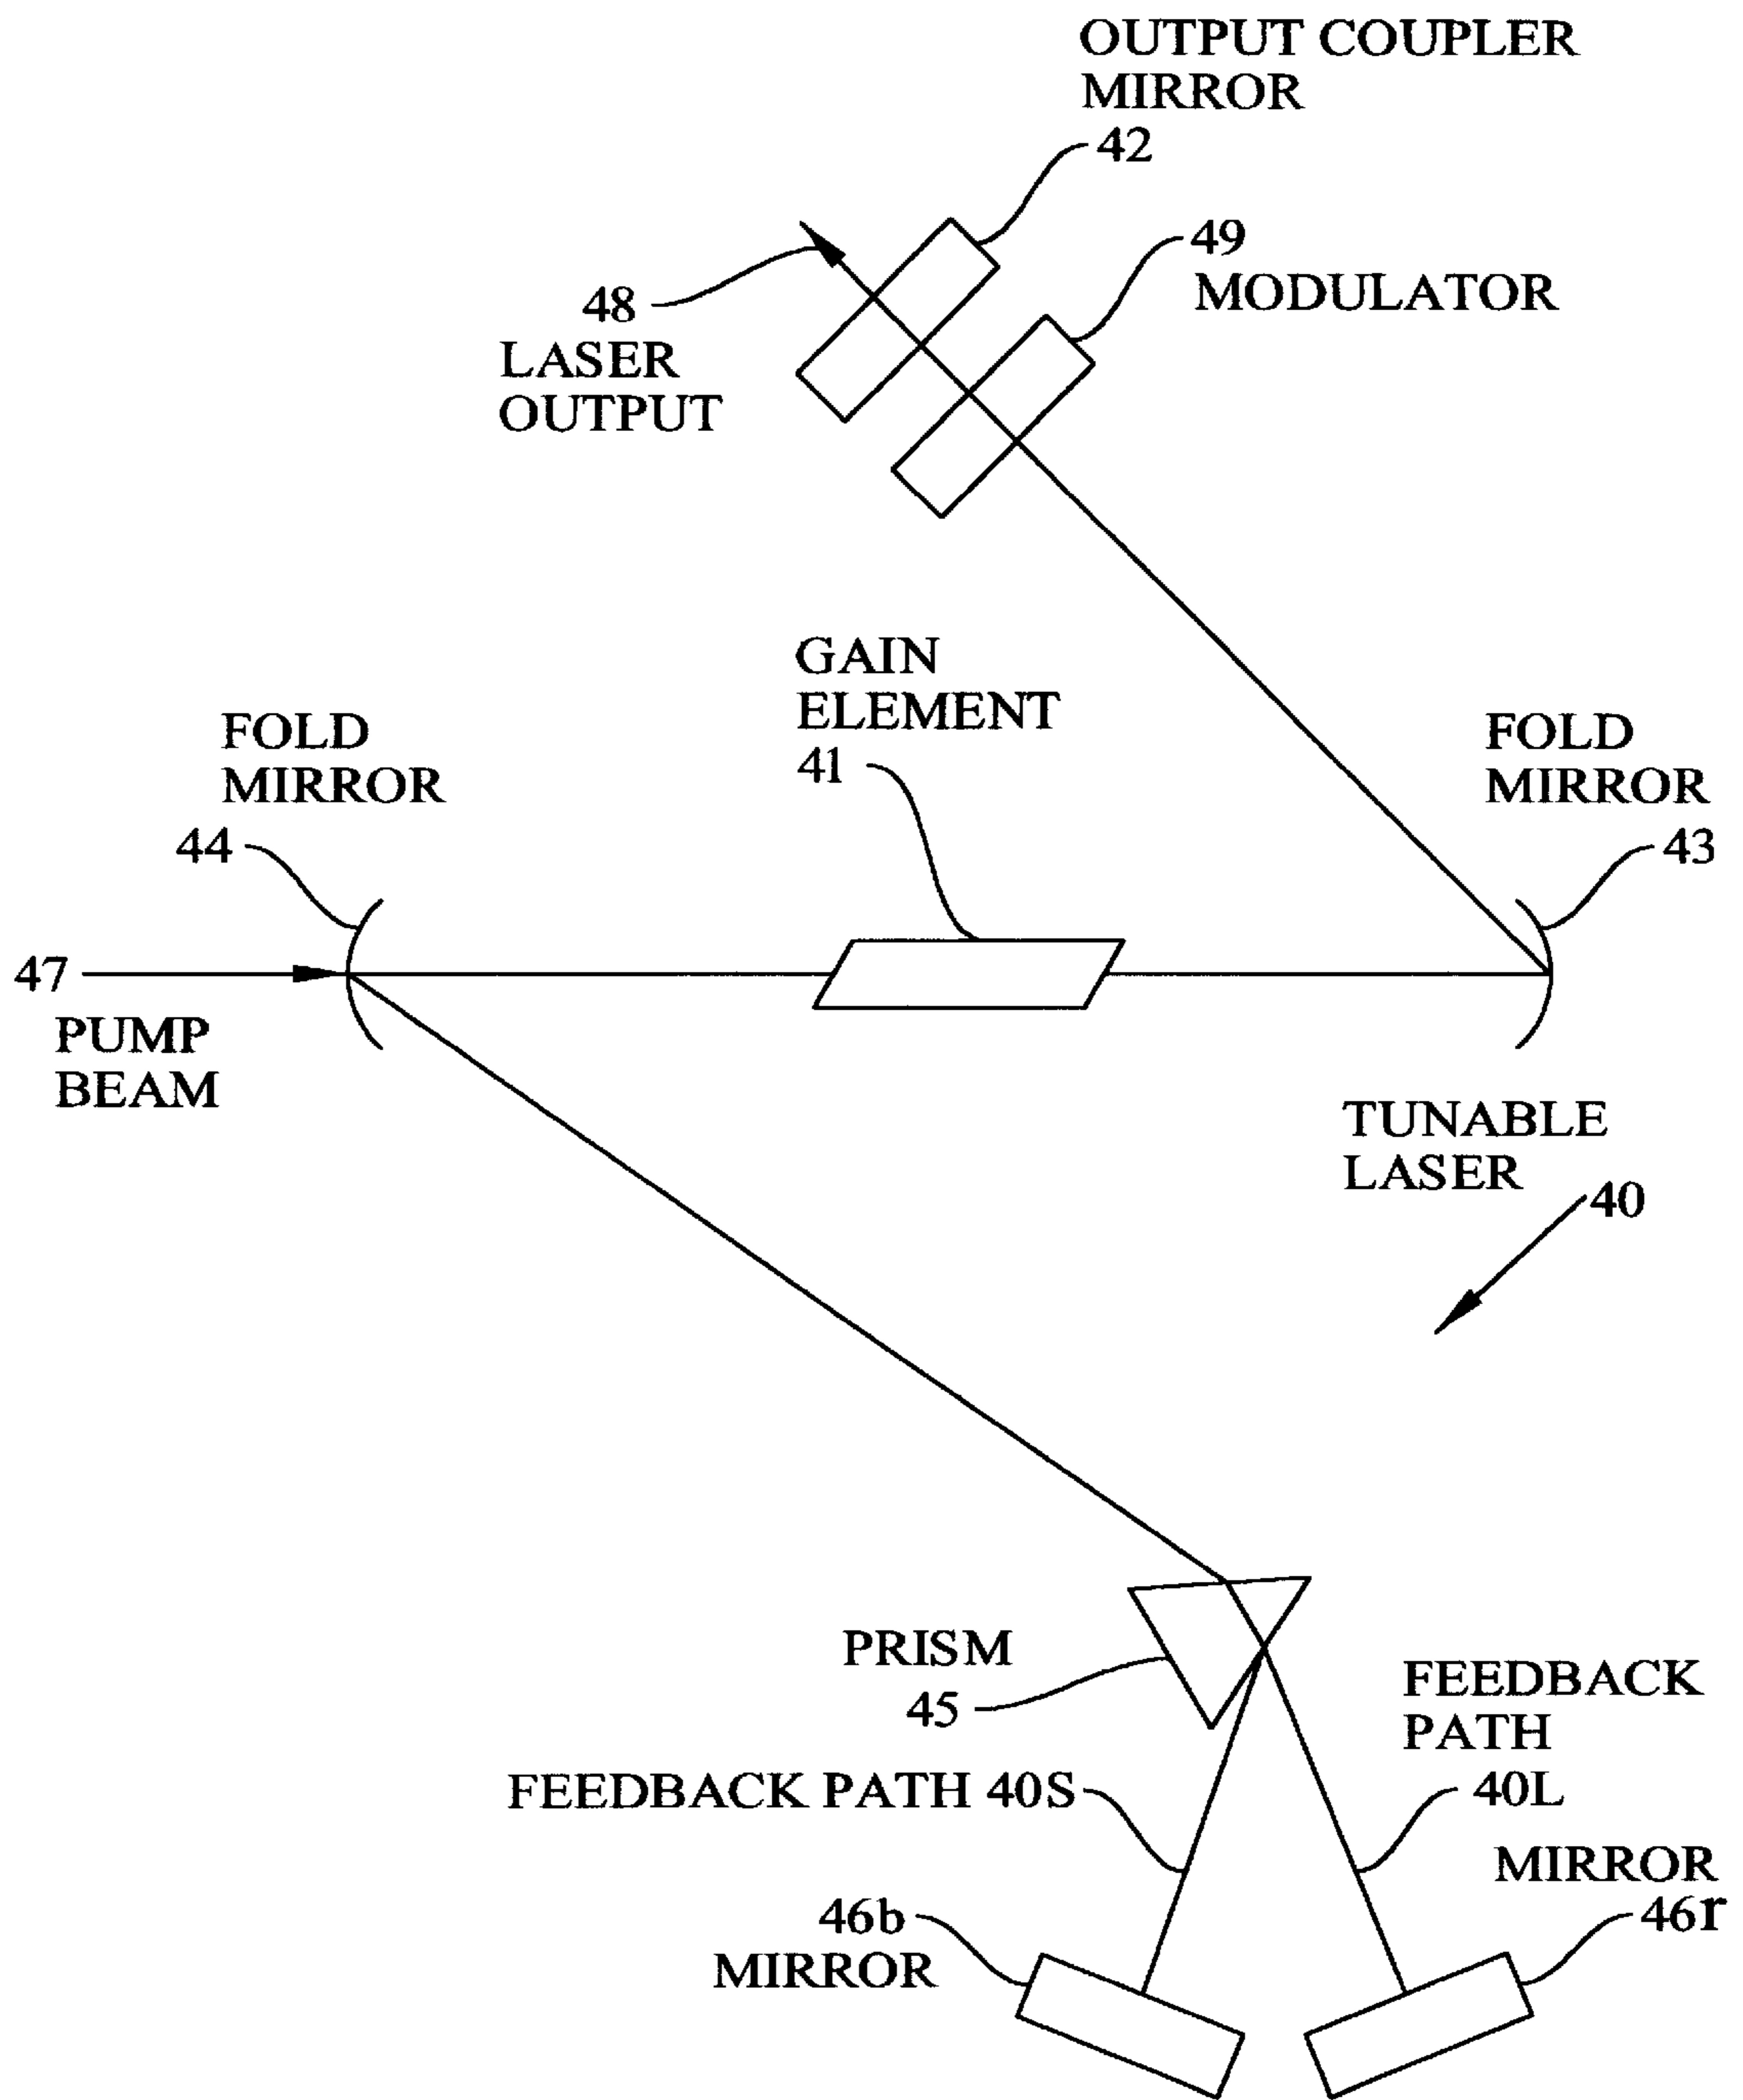 OUTPUT COUPLER
MIRROR
42
49
MODULATOR
48
LASER
OUTPUT
GAIN
ELEMENT
41
FOLD
MIRROR
44
FOLD
MIRROR
43
47
PUMP
BEAM
TUNABLE
LASER
40
PRISM
45
FEEDBACK
PATH
40L
FEEDBACK PATH 40S
MIRROR
46r
46b
MIRROR